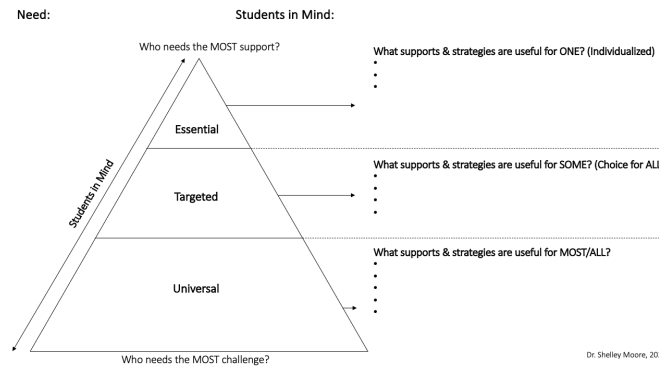 Need:
Students in Mind:
Who needs the MOST support?
What supports & strategies are useful for ONE? (Individualized)
•
•
•
Essential
Students in Mind
What supports & strategies are useful for SOME? (Choice for ALL
•
•
•
•
Targeted
What supports & strategies are useful for MOST/ALL?
•
•
•
•
•
Universal
Who needs the MOST challenge?
Dr. Shelley Moore, 20